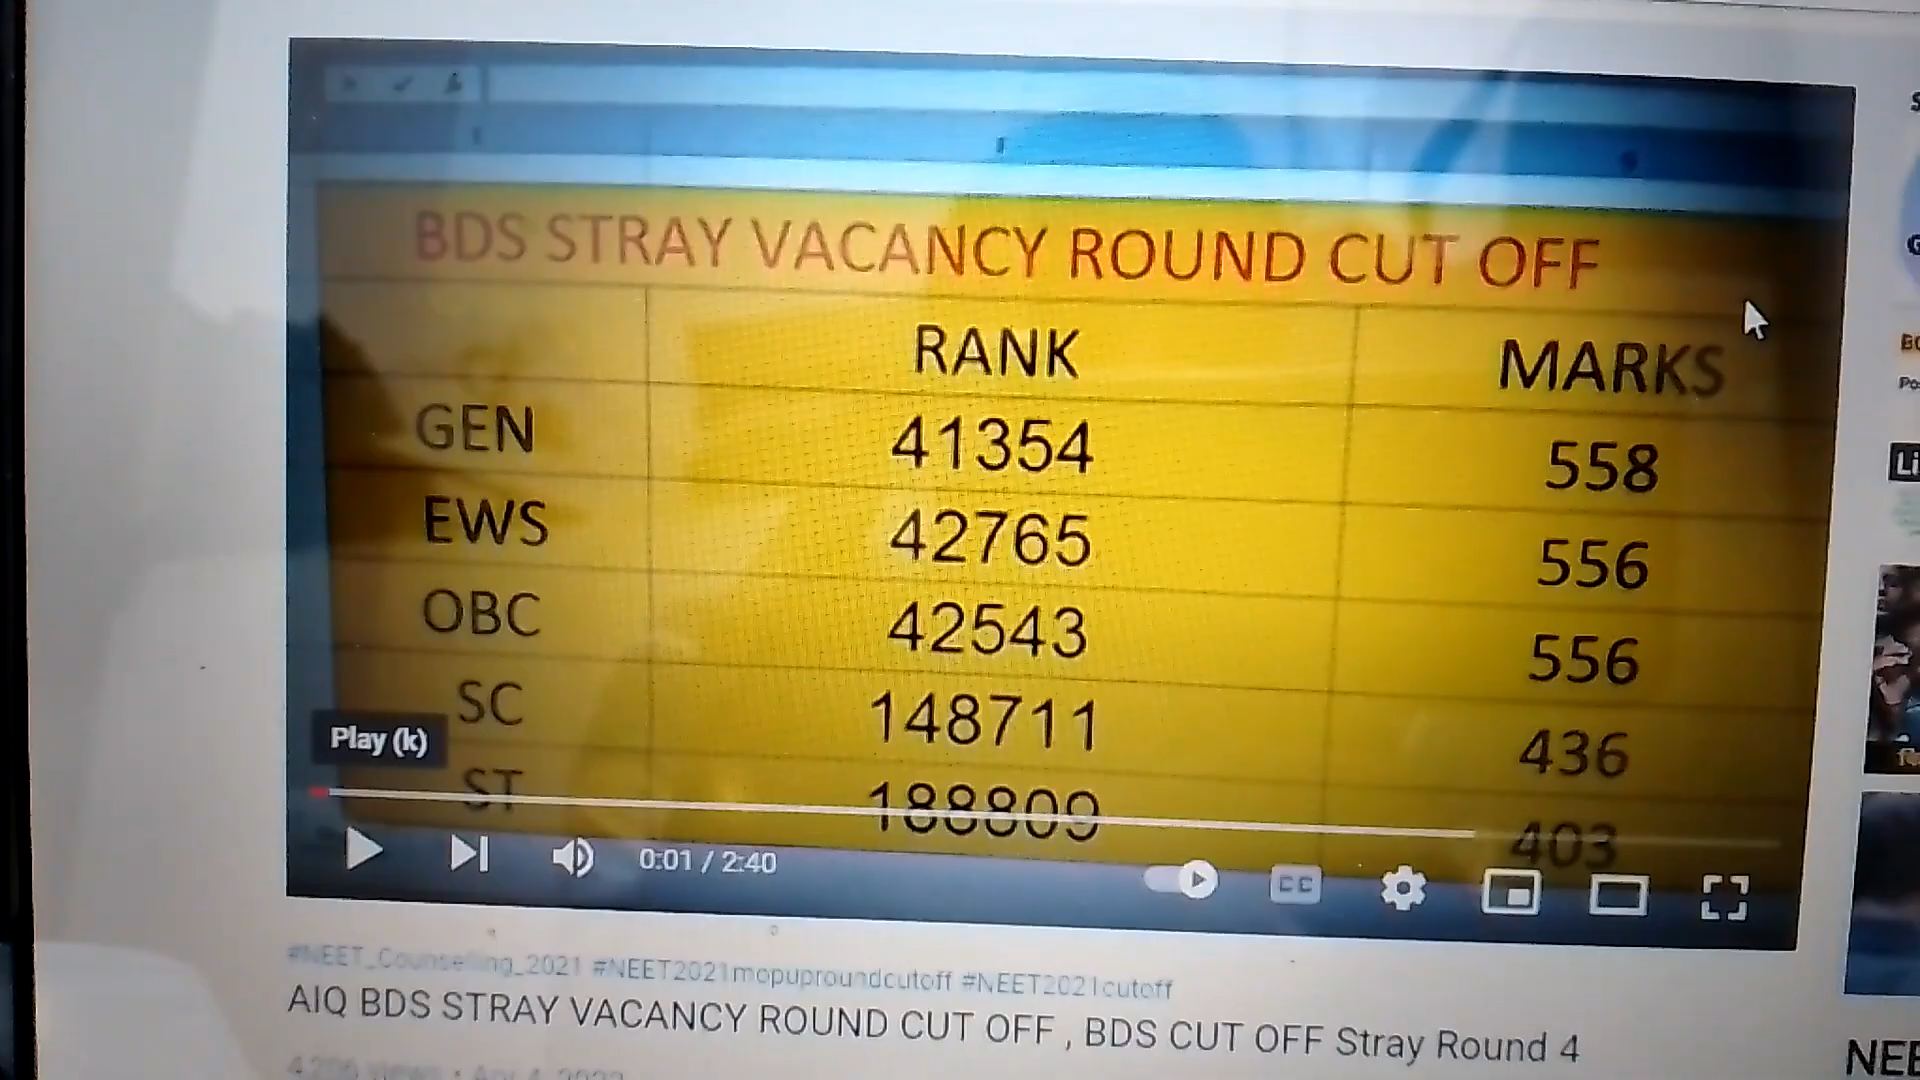 BDS STRAY VACANCY ROUND CUT OFF
RANK MARKS
GEN 41354 558
EWS 42765 556
OBC 42543 556
SC 148711 436
ST 188809 403
Play (k)
0:01 / 2:40
CC
#NEET_Counselling_2021 #NEET2021mopuproundcutoff #NEET2021cutoff
AIQ BDS STRAY VACANCY ROUND CUT OFF , BDS CUT OFF Stray Round 4